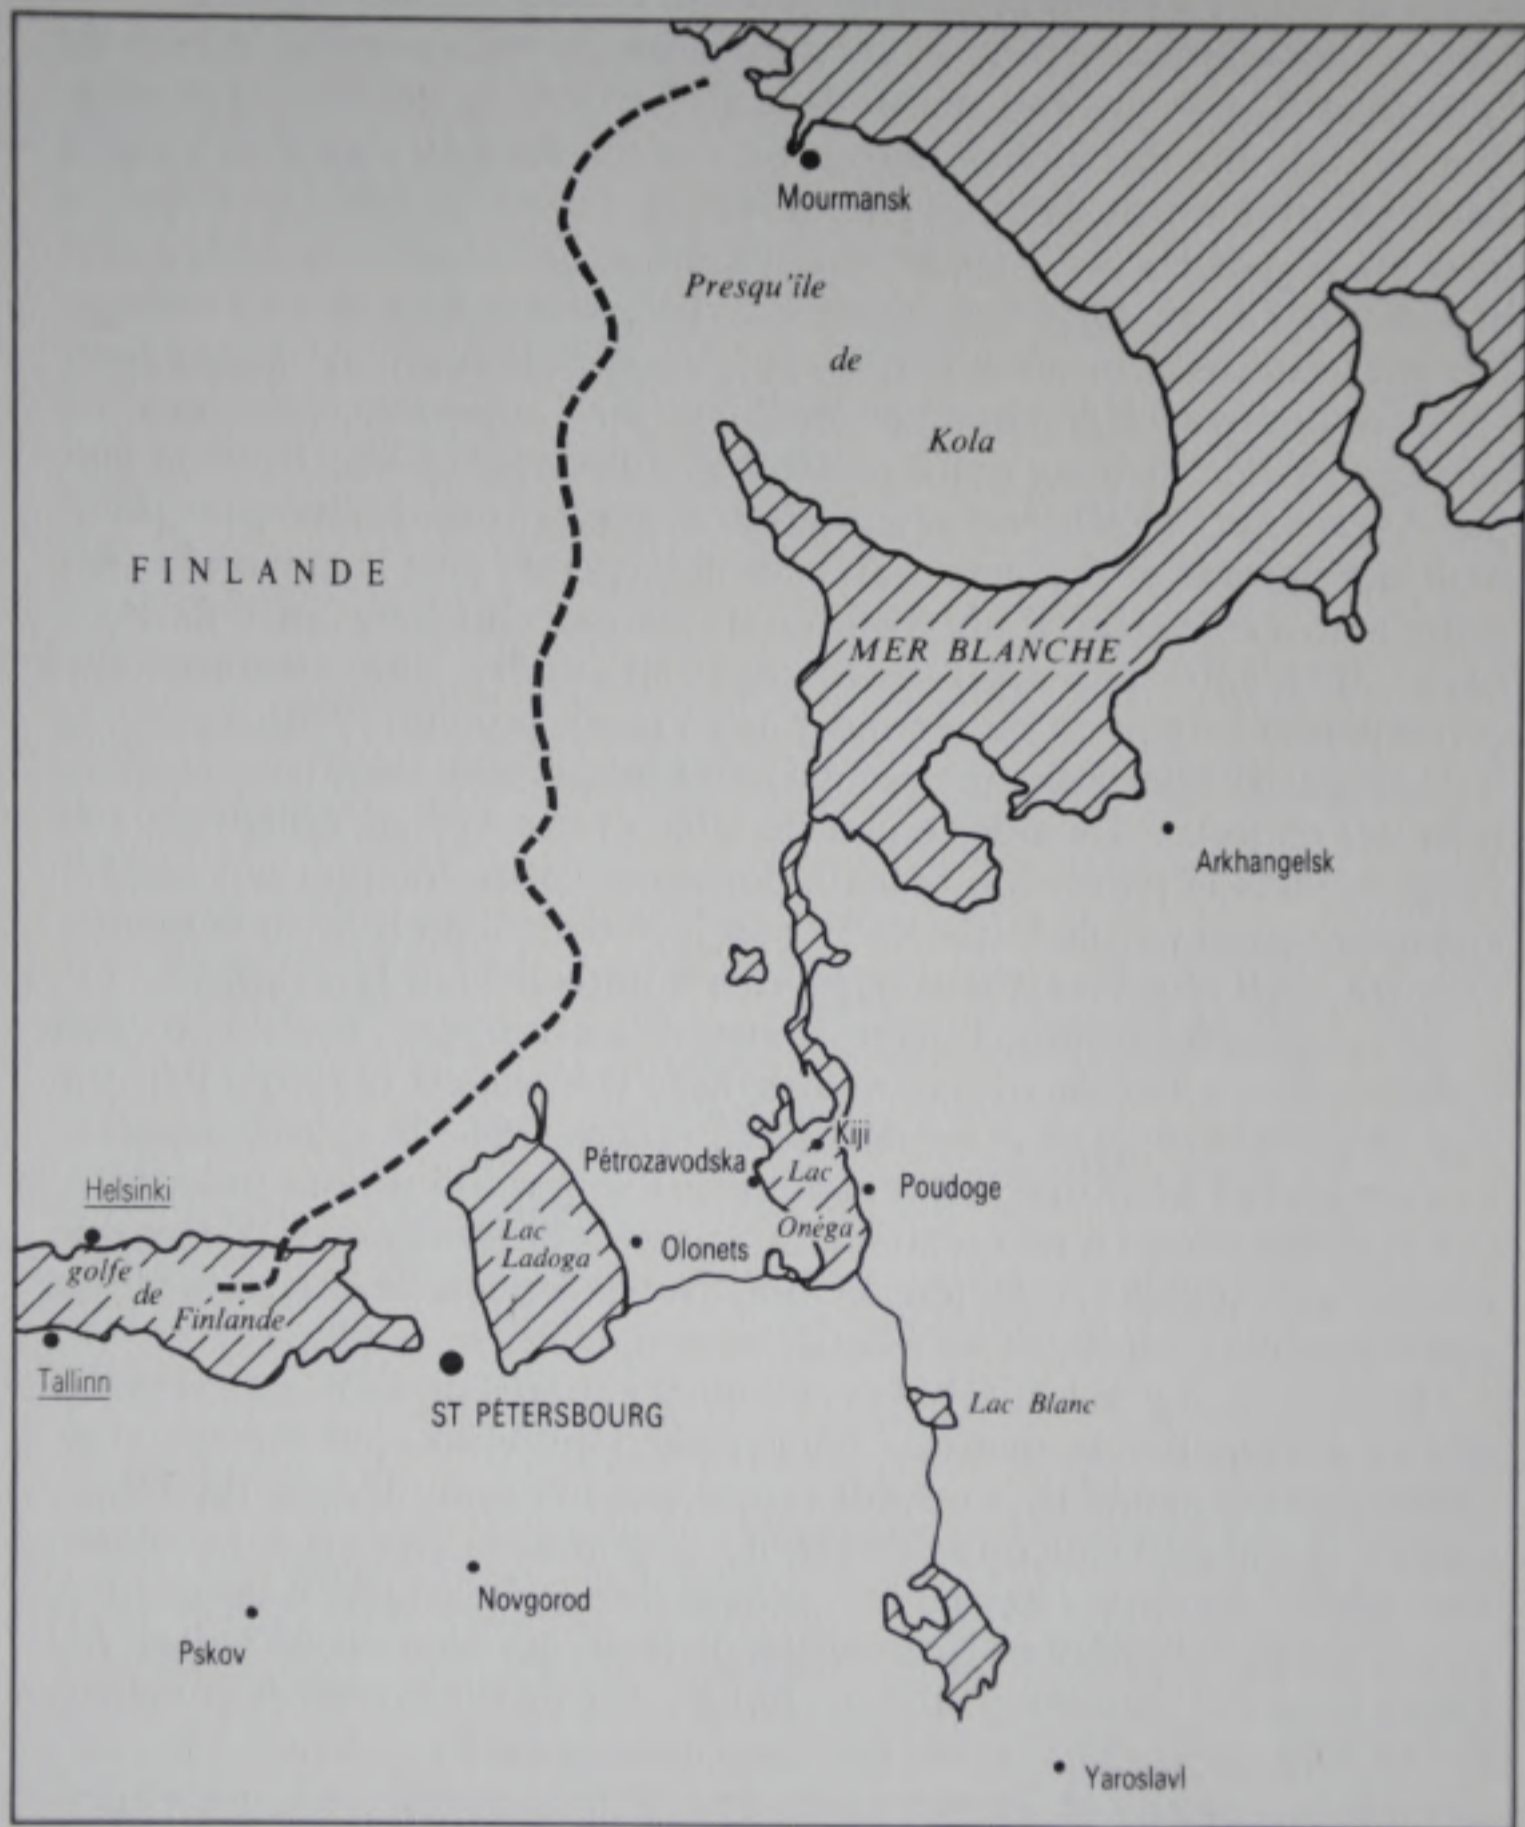 Mourmansk
Presqu'île
de
Kola
FINLANDE
MER BLANCHE
Arkhangelsk
Kiji
Pétrozavodska
Lac
Onéga
Poudoge
Helsinki
Lac
Ladoga
Olonets
golfe
de
Finlande
Tallinn
ST PÉTERSBOURG
Lac Blanc
Novgorod
Pskov
Yaroslavl